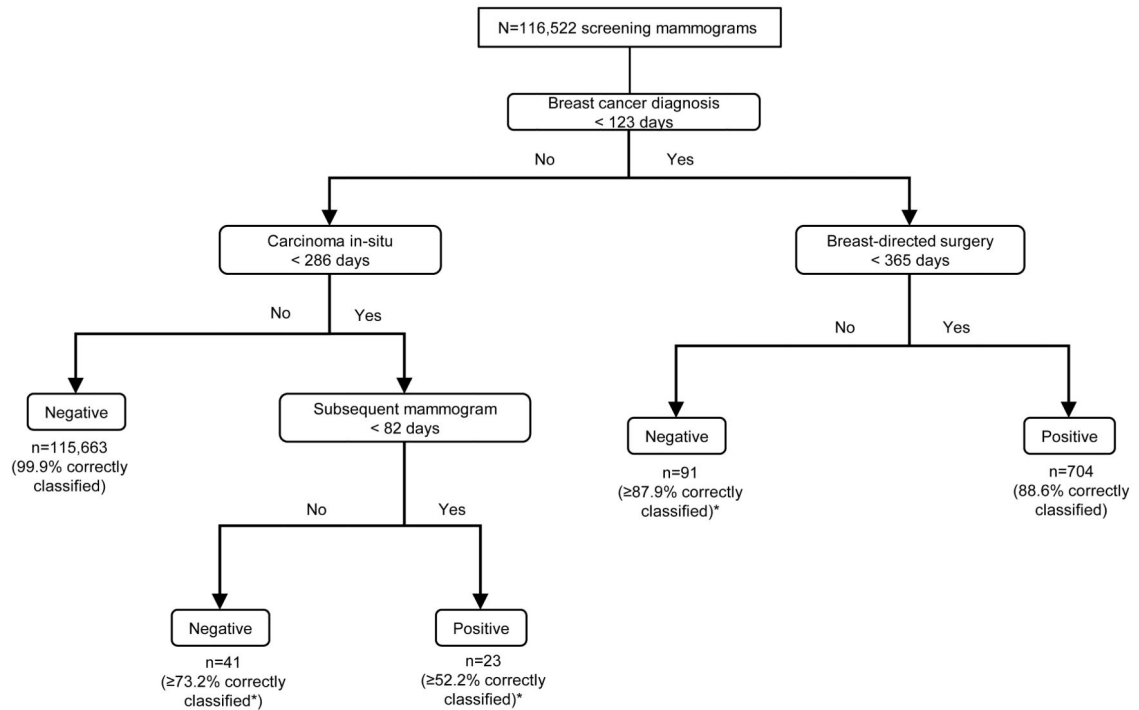 N=116,522 screening mammograms
Breast cancer diagnosis
< 123 days
No
Yes
Carcinoma in-situ
< 286 days
Breast-directed surgery
< 365 days
No
Yes
No
Yes
Negative
n=115,663
(99.9% correctly
classified)
Subsequent mammogram
< 82 days
Negative
n=91
(≥87.9% correctly
classified)*
Positive
n=704
(88.6% correctly
classified)
No
Yes
Negative
n=41
(≥73.2% correctly
classified*)
Positive
n=23
(≥52.2% correctly
classified)*